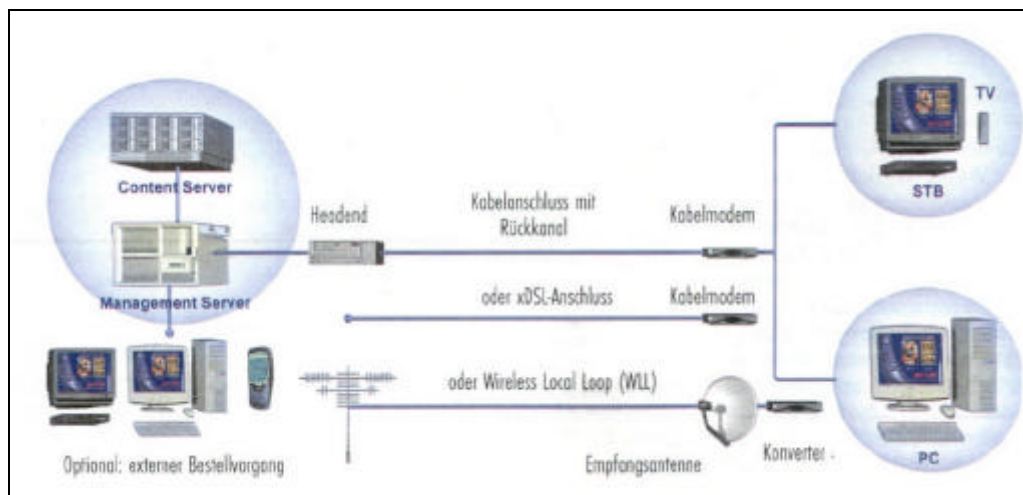 Content Server
Management Server
Headend
Kabelanschluss mit
Rückkanal
Kabelmodem
TV
STB
oder xDSL-Anschluss
Kabelmodem
oder Wireless Local Loop (WLL)
Empfangsantenne
Konverter
PC
Optional: externer Bestellvorgang